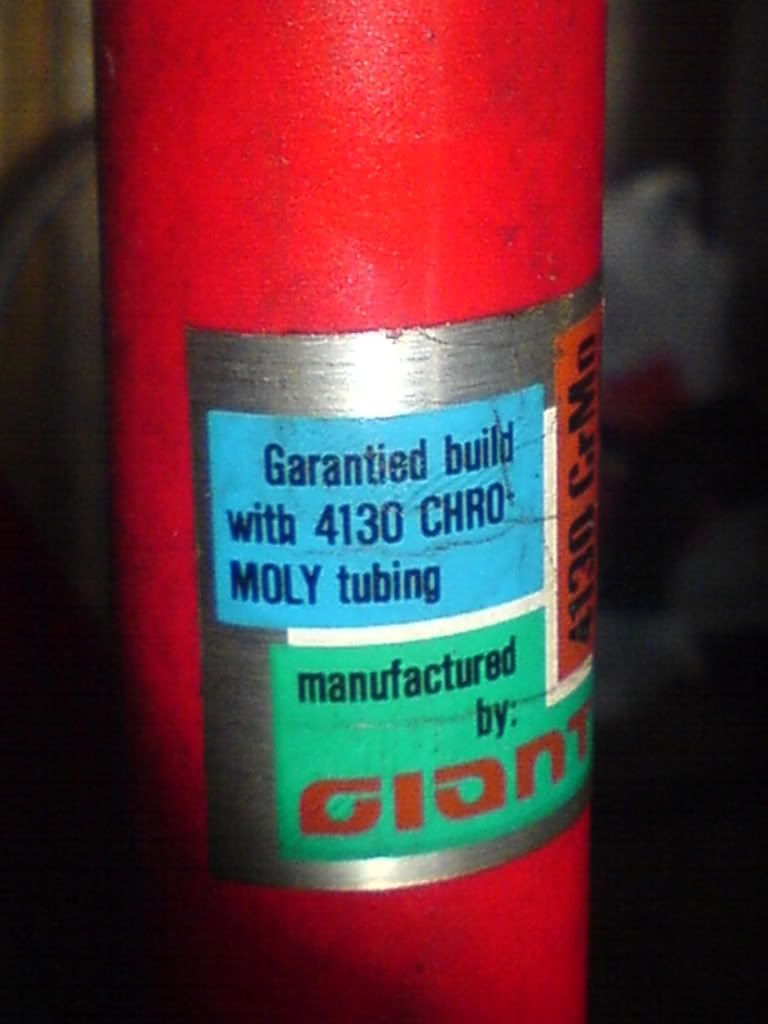 Garantied build
with 4130 CHRO-
MOLY tubing
4130 CrMo
manufactured
by:
GIANT